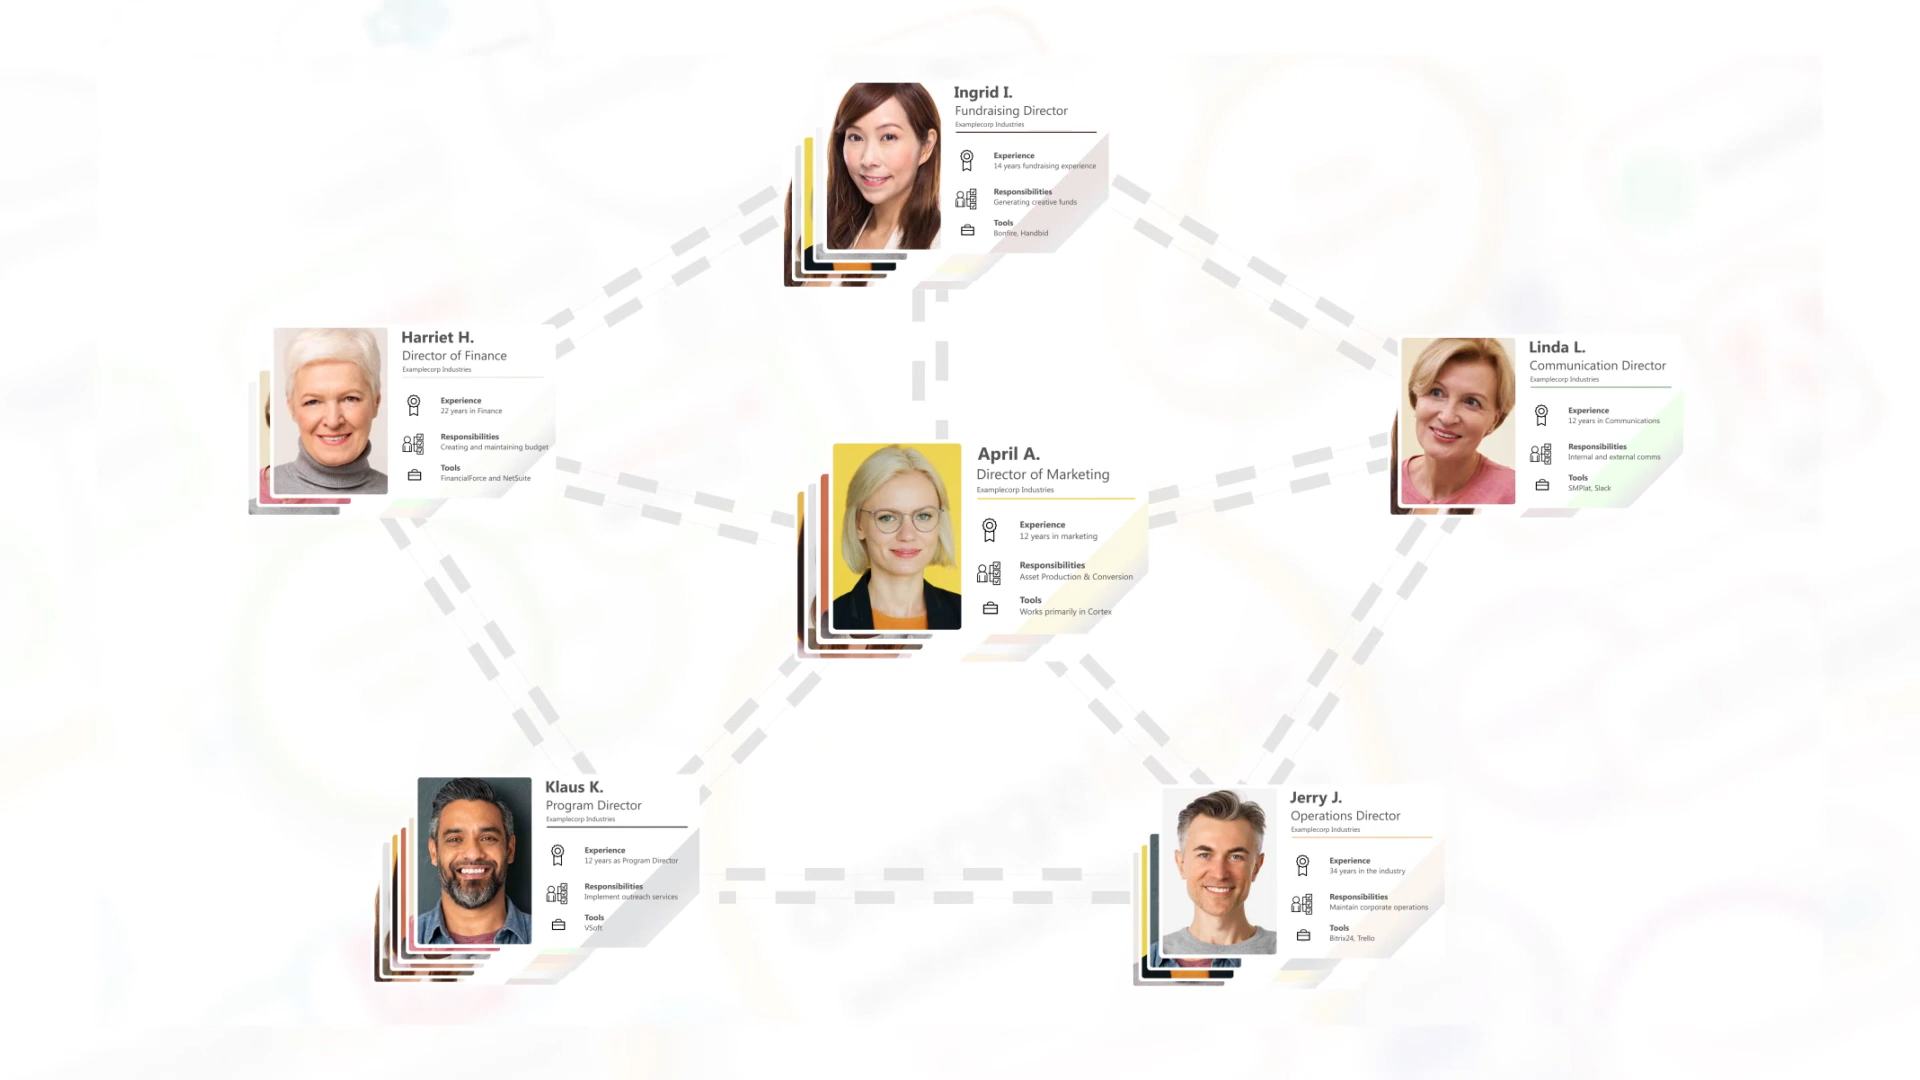 Ingrid I.
Fundraising Director
Examplecorp Industries
Experience
14 years fundraising experience
Responsibilities
Generating creative funds
Tools
Bonfire, Handbid
Harriet H.
Director of Finance
Examplecorp Industries
Experience
22 years in Finance
Responsibilities
Creating and maintaining budget
Tools
FinancialForce and NetSuite
Linda L.
Communication Director
Examplecorp Industries
Experience
12 years in Communications
Responsibilities
Internal and external comms
Tools
SMPlat, Slack
April A.
Director of Marketing
Examplecorp Industries
Experience
12 years in marketing
Responsibilities
Asset Production & Conversion
Tools
Works primarily in Cortex
Klaus K.
Program Director
Examplecorp Industries
Experience
12 years as Program Director
Responsibilities
Implement outreach services
Tools
VSoft
Jerry J.
Operations Director
Examplecorp Industries
Experience
34 years in the industry
Responsibilities
Maintain corporate operations
Tools
Bitrix24, Trello